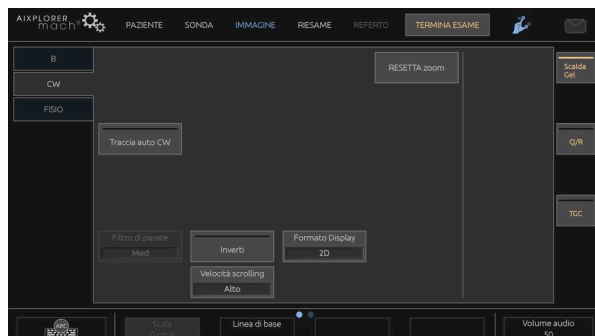 AIXPLORER
mach
PAZIENTE
SONDA
IMMAGINE
RIESAME
REFERTO
TERMINA ESAME
B
CW
FISIO
RESETTA zoom
Scalda
Gel
Traccia auto CW
Q/R
TGC
Filtro di parete
Med
Inverti
Formato Display
2D
Velocità scrolling
Alto
ABC
Scala
Linea di base
Volume audio
50